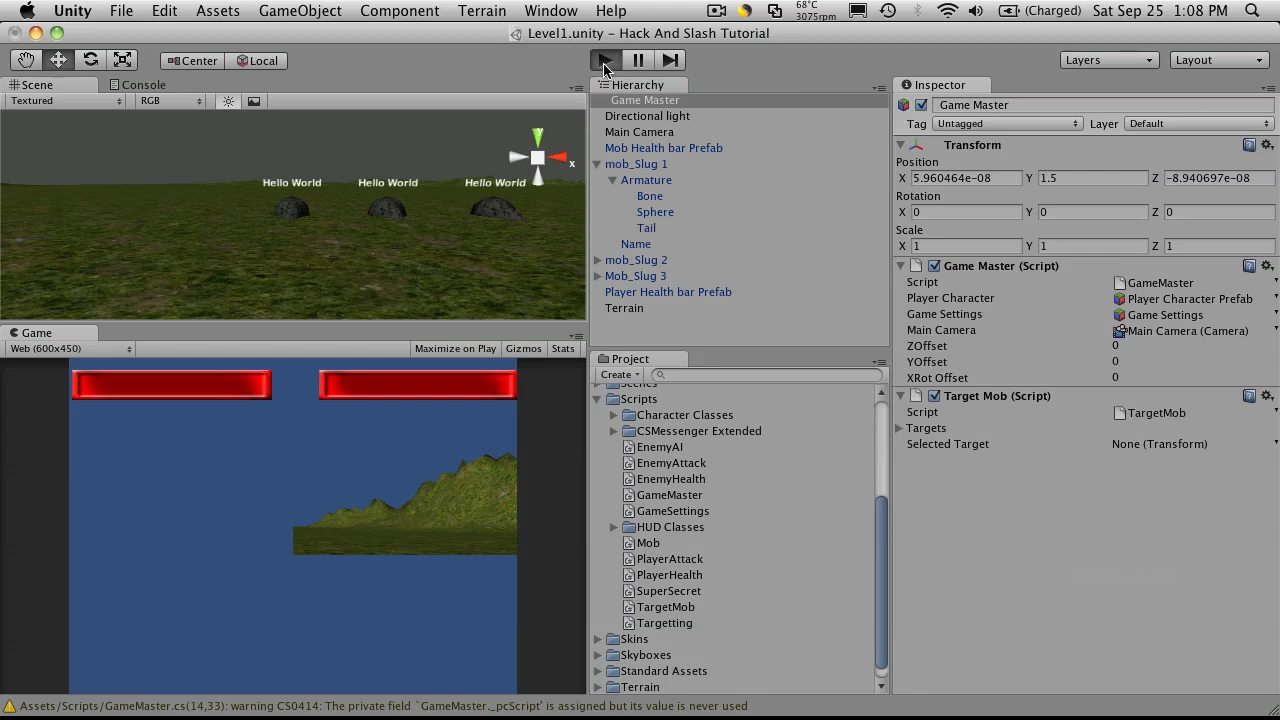 Unity File Edit Assets GameObject Component Terrain Window Help 68°C 3075rpm (Charged) Sat Sep 25 1:08 PM
Level1.unity – Hack And Slash Tutorial
Center Local Layers Layout
Scene Console
Textured RGB
Hello World Hello World Hello World
x
Game
Web (600x450) Maximize on Play Gizmos Stats
Hierarchy
Game Master
Directional light
Main Camera
Mob Health bar Prefab
mob_Slug 1
Armature
Bone
Sphere
Tail
Name
mob_Slug 2
Mob_Slug 3
Player Health bar Prefab
Terrain
Project
Create
Scenes
Scripts
Character Classes
CSMessenger Extended
EnemyAI
EnemyAttack
EnemyHealth
GameMaster
GameSettings
HUD Classes
Mob
PlayerAttack
PlayerHealth
SuperSecret
TargetMob
Targetting
Skins
Skyboxes
Standard Assets
Terrain
Inspector
Game Master
Tag Untagged Layer Default
Transform
Position
X 5.960464e-08 Y 1.5 Z -8.940697e-08
Rotation
X 0 Y 0 Z 0
Scale
X 1 Y 1 Z 1
Game Master (Script)
Script GameMaster
Player Character Player Character Prefab
Game Settings Game Settings
Main Camera Main Camera (Camera)
ZOffset 0
YOffset 0
XRot Offset 0
Target Mob (Script)
Script TargetMob
Targets
Selected Target None (Transform)
Assets/Scripts/GameMaster.cs(14,33): warning CS0414: The private field `GameMaster._pcScript' is assigned but its value is never used